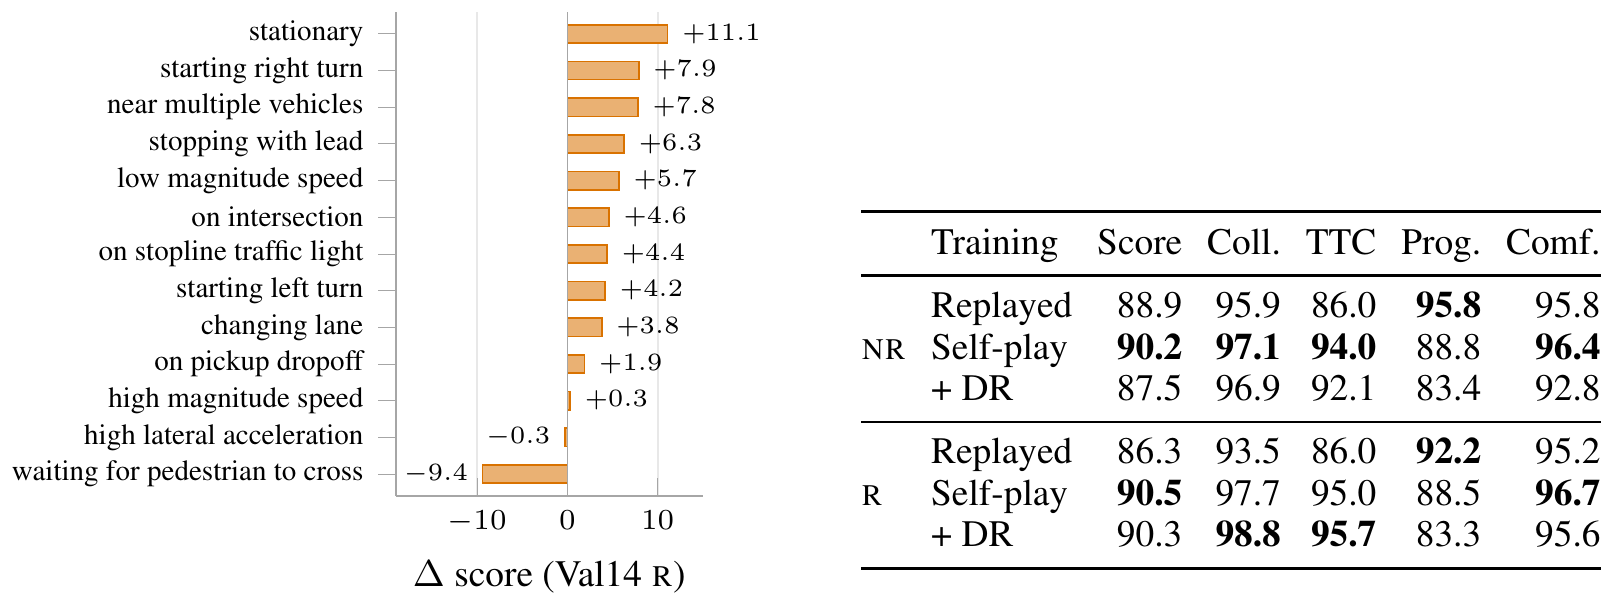 stationary +11.1
starting right turn +7.9
near multiple vehicles +7.8
stopping with lead +6.3
low magnitude speed +5.7
on intersection +4.6
on stopline traffic light +4.4
starting left turn +4.2
changing lane +3.8
on pickup dropoff +1.9
high magnitude speed +0.3
high lateral acceleration −0.3
waiting for pedestrian to cross −9.4
−10 0 10
Δ score (Val14 R)
Training Score Coll. TTC Prog. Comf.
Replayed 88.9 95.9 86.0 95.8 95.8
NR Self-play 90.2 97.1 94.0 88.8 96.4
+ DR 87.5 96.9 92.1 83.4 92.8
Replayed 86.3 93.5 86.0 92.2 95.2
R Self-play 90.5 97.7 95.0 88.5 96.7
+ DR 90.3 98.8 95.7 83.3 95.6